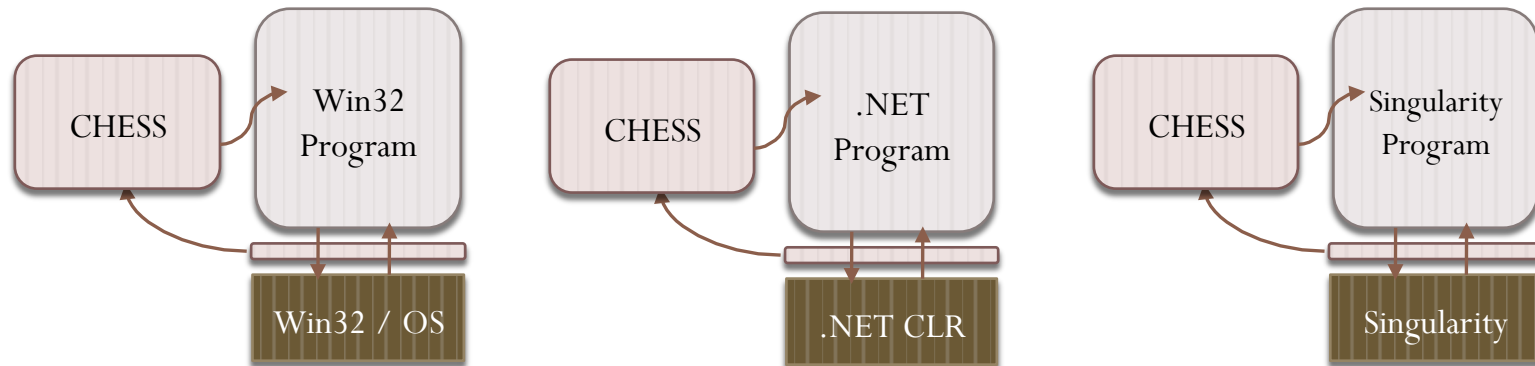 CHESS
Win32
Program
Win32 / OS
CHESS
.NET
Program
.NET CLR
CHESS
Singularity
Program
Singularity